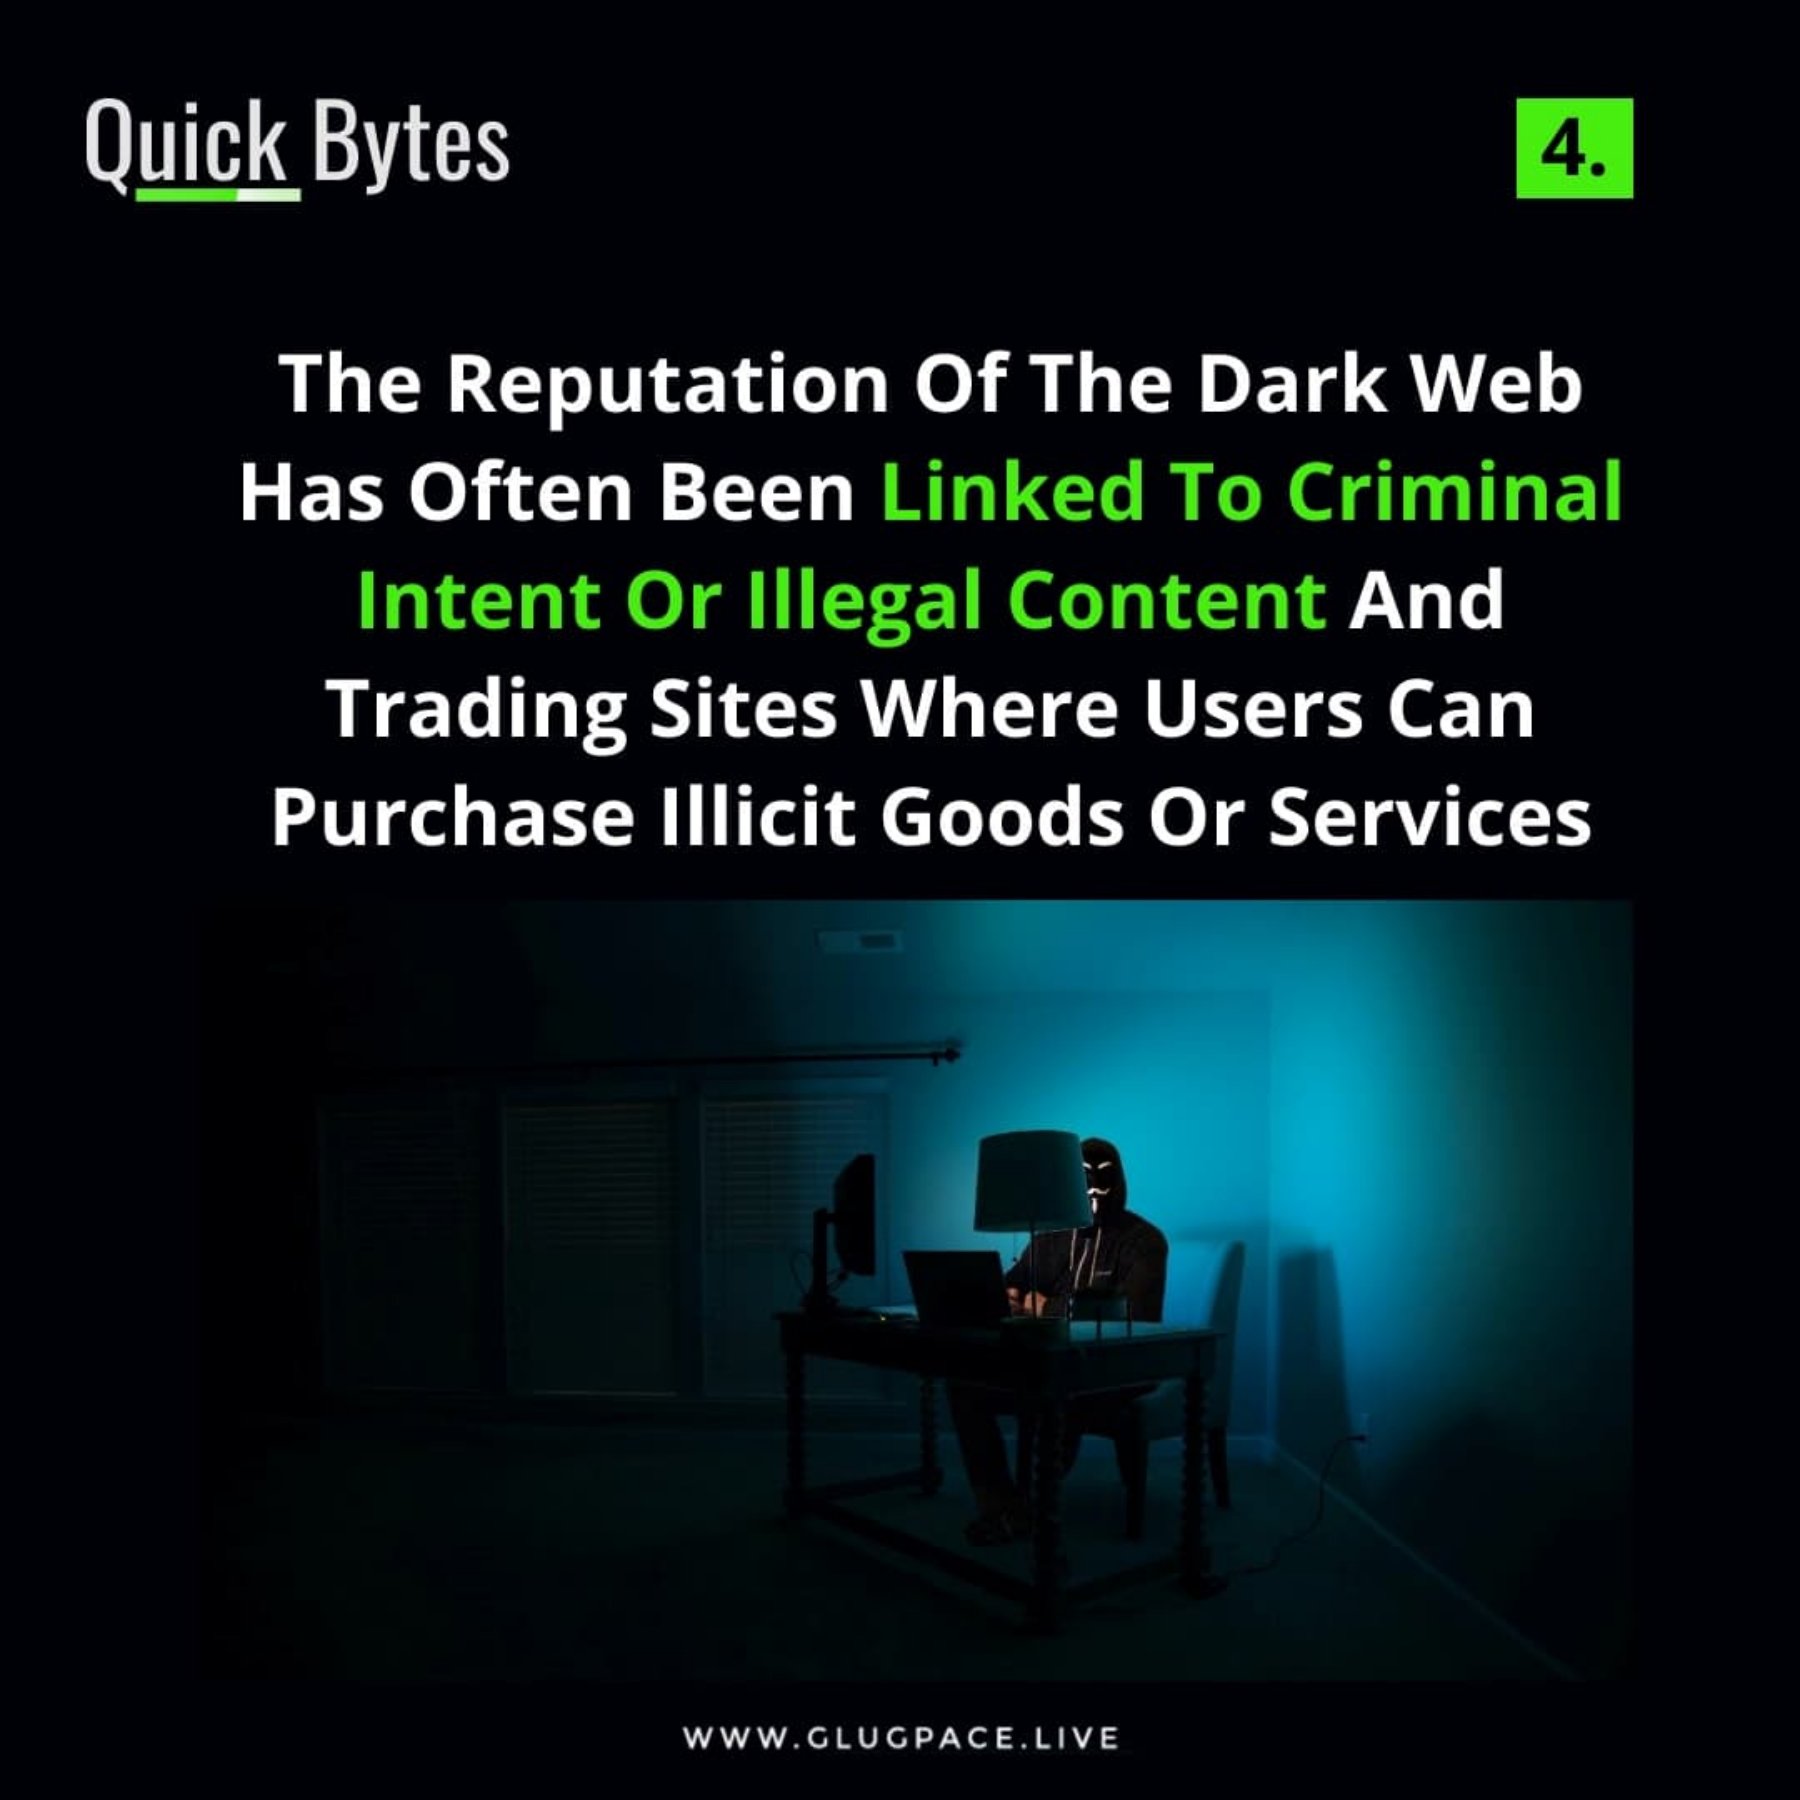 Quick Bytes
4.
The Reputation Of The Dark Web
Has Often Been Linked To Criminal
Intent Or Illegal Content And
Trading Sites Where Users Can
Purchase Illicit Goods Or Services
WWW.GLUGPACE.LIVE